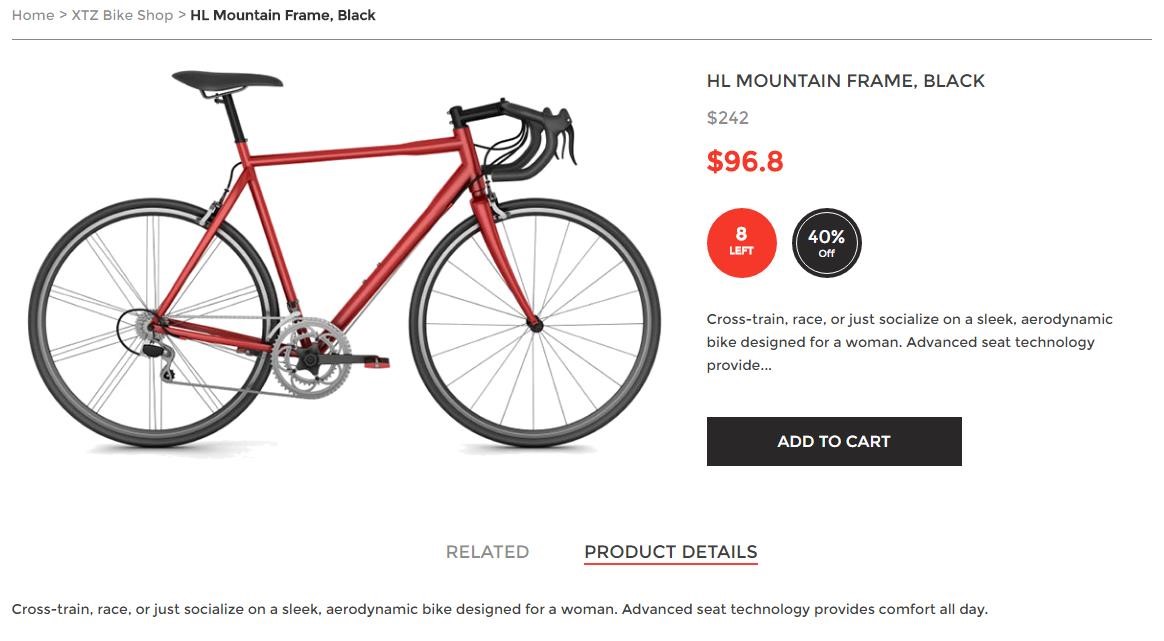 Home > XTZ Bike Shop > HL Mountain Frame, Black
HL MOUNTAIN FRAME, BLACK
$242
$96.8
8
LEFT
40%
Off
Cross-train, race, or just socialize on a sleek, aerodynamic
bike designed for a woman. Advanced seat technology
provide...
ADD TO CART
RELATED
PRODUCT DETAILS
Cross-train, race, or just socialize on a sleek, aerodynamic bike designed for a woman. Advanced seat technology provides comfort all day.